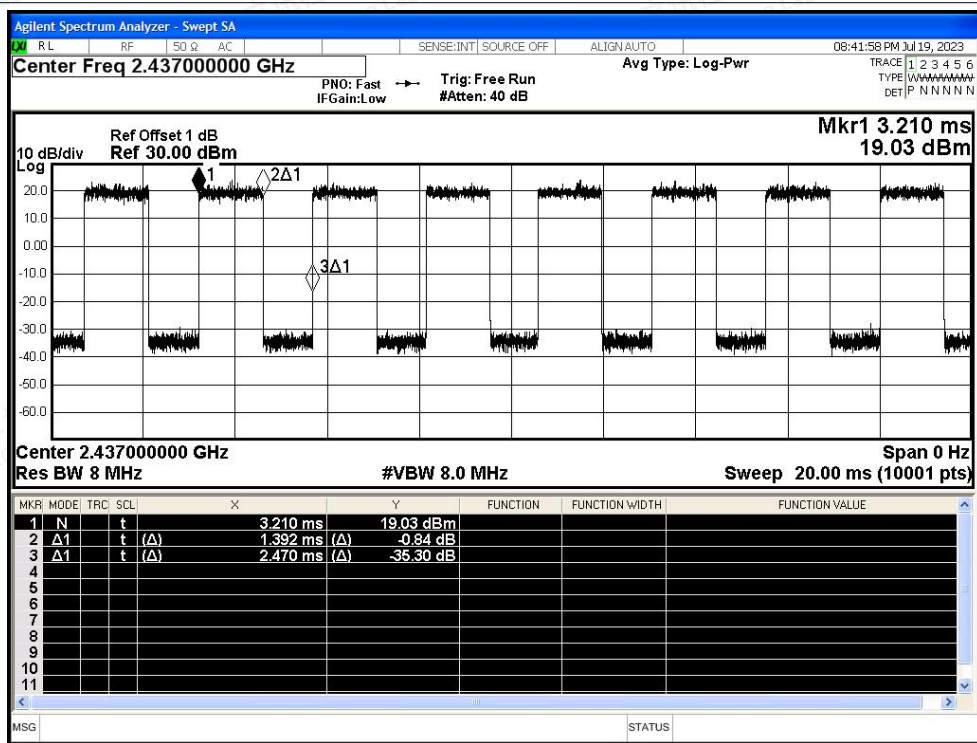 Agilent Spectrum Analyzer - Swept SA
LXI RL RF 50 Ω AC SENSE:INT SOURCE OFF ALIGN AUTO 08:41:58 PM Jul 19, 2023
Center Freq 2.437000000 GHz Avg Type: Log-Pwr TRACE 1 2 3 4 5 6
PNO: Fast Trig: Free Run TYPE WWWWWW
IFGain:Low #Atten: 40 dB DET P N N N N N
Mkr1 3.210 ms
Ref Offset 1 dB
10 dB/div Ref 30.00 dBm 19.03 dBm
Log
1 2Δ1
20.0
10.0
0.00
3Δ1
-10.0
-20.0
-30.0
-40.0
-50.0
-60.0
Center 2.437000000 GHz Span 0 Hz
Res BW 8 MHz #VBW 8.0 MHz Sweep 20.00 ms (10001 pts)
MKR MODE TRC SCL X Y FUNCTION FUNCTION WIDTH FUNCTION VALUE
1 N t 3.210 ms 19.03 dBm
2 Δ1 t (Δ) 1.392 ms (Δ) -0.84 dB
3 Δ1 t (Δ) 2.470 ms (Δ) -35.30 dB
4
5
6
7
8
9
10
11
MSG STATUS